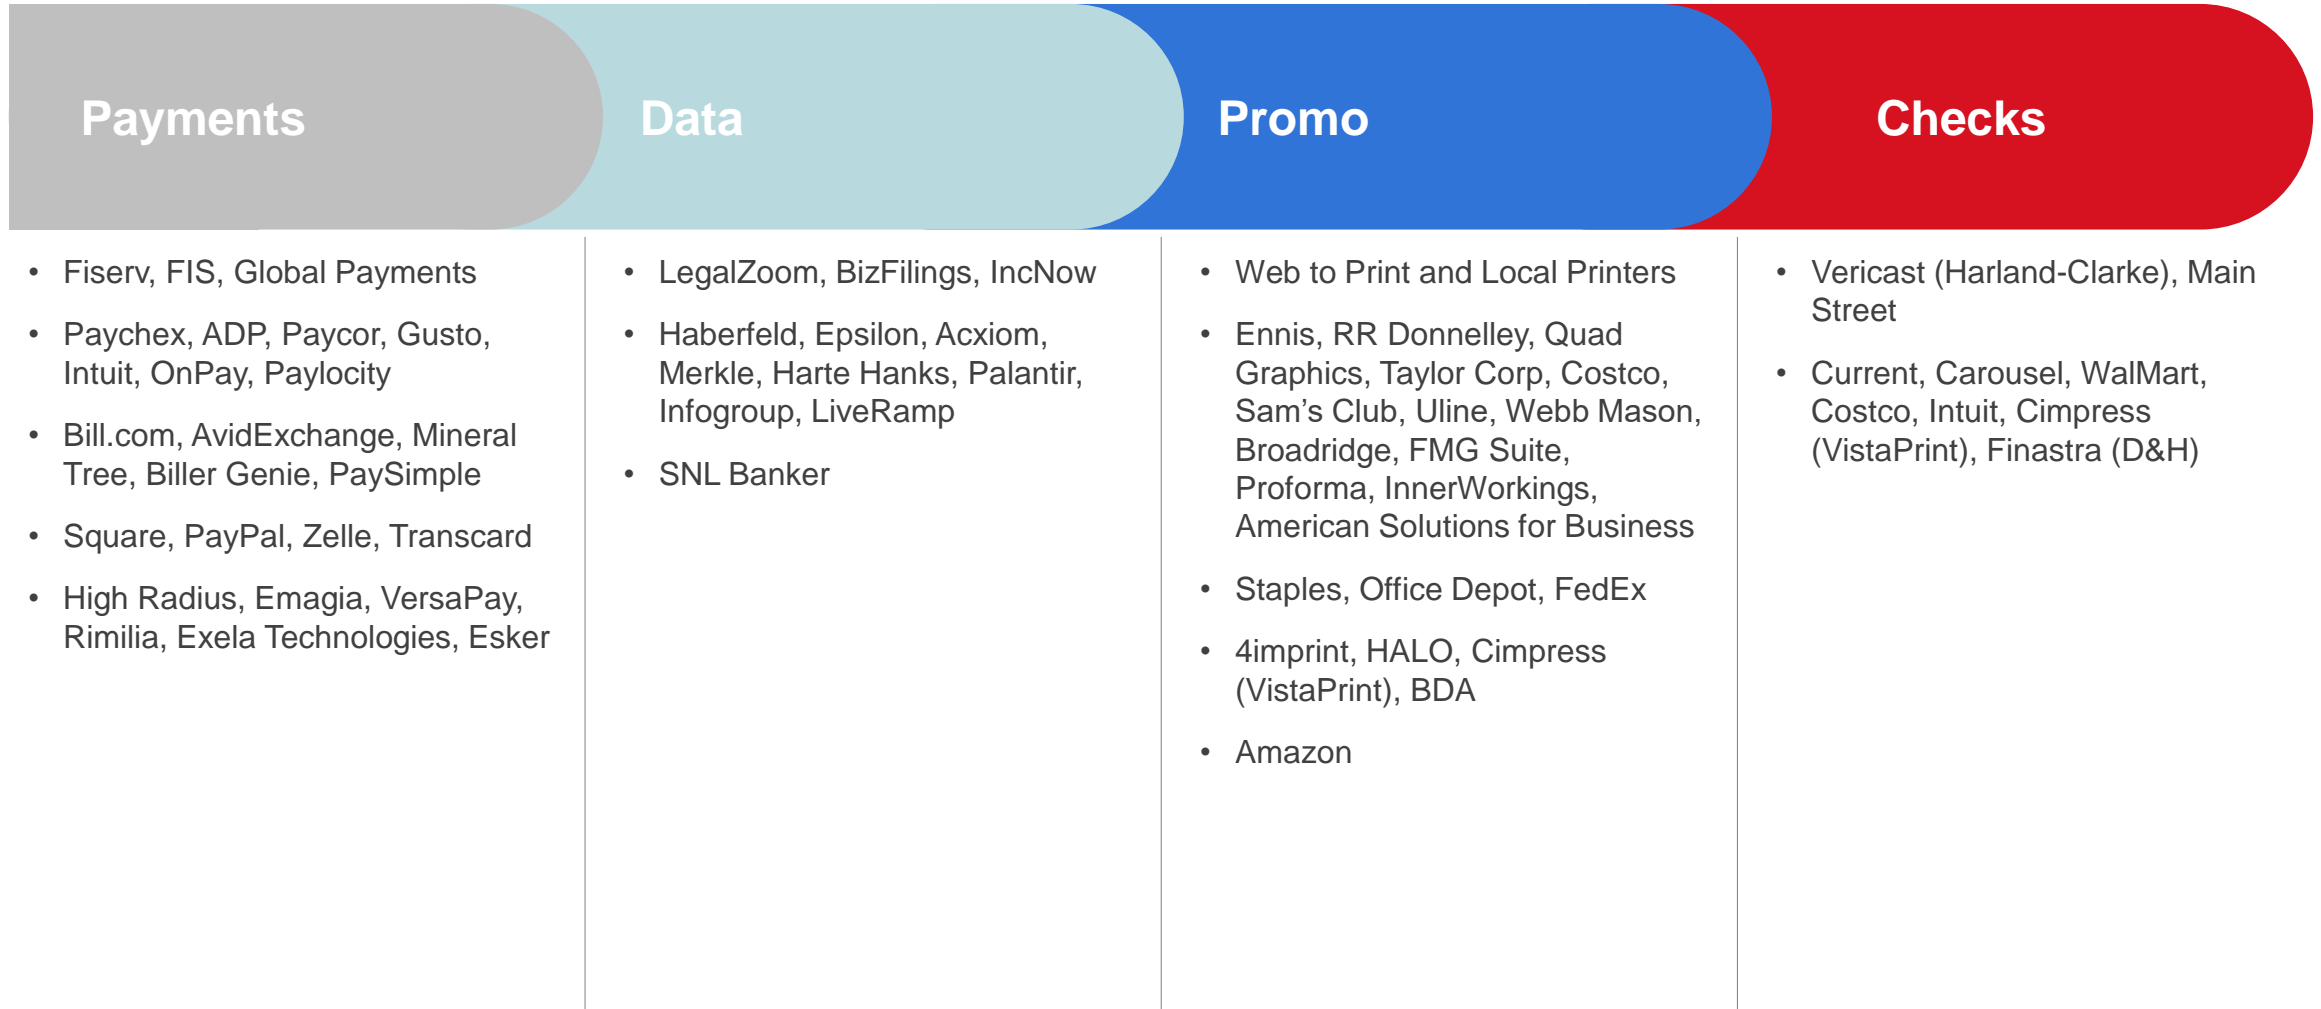 Payments
Data
Promo
Checks
• Fiserv, FIS, Global Payments
• Paychex, ADP, Paycor, Gusto,
Intuit, OnPay, Paylocity
• Bill.com, AvidExchange, Mineral
Tree, Biller Genie, PaySimple
• Square, PayPal, Zelle, Transcard
• High Radius, Emagia, VersaPay,
Rimilia, Exela Technologies, Esker
• LegalZoom, BizFilings, IncNow
• Haberfeld, Epsilon, Acxiom,
Merkle, Harte Hanks, Palantir,
Infogroup, LiveRamp
• SNL Banker
• Web to Print and Local Printers
• Ennis, RR Donnelley, Quad
Graphics, Taylor Corp, Costco,
Sam’s Club, Uline, Webb Mason,
Broadridge, FMG Suite,
Proforma, InnerWorkings,
American Solutions for Business
• Staples, Office Depot, FedEx
• 4imprint, HALO, Cimpress
(VistaPrint), BDA
• Amazon
• Vericast (Harland-Clarke), Main
Street
• Current, Carousel, WalMart,
Costco, Intuit, Cimpress
(VistaPrint), Finastra (D&H)